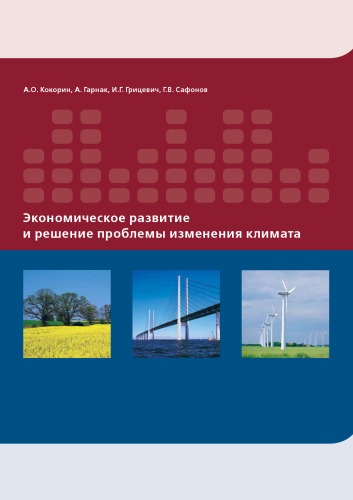 А.О. Кокорин, А. Гарнак, И.Г. Грицевич, Г.В. Сафонов
Экономическое развитие
и решение проблемы изменения климата